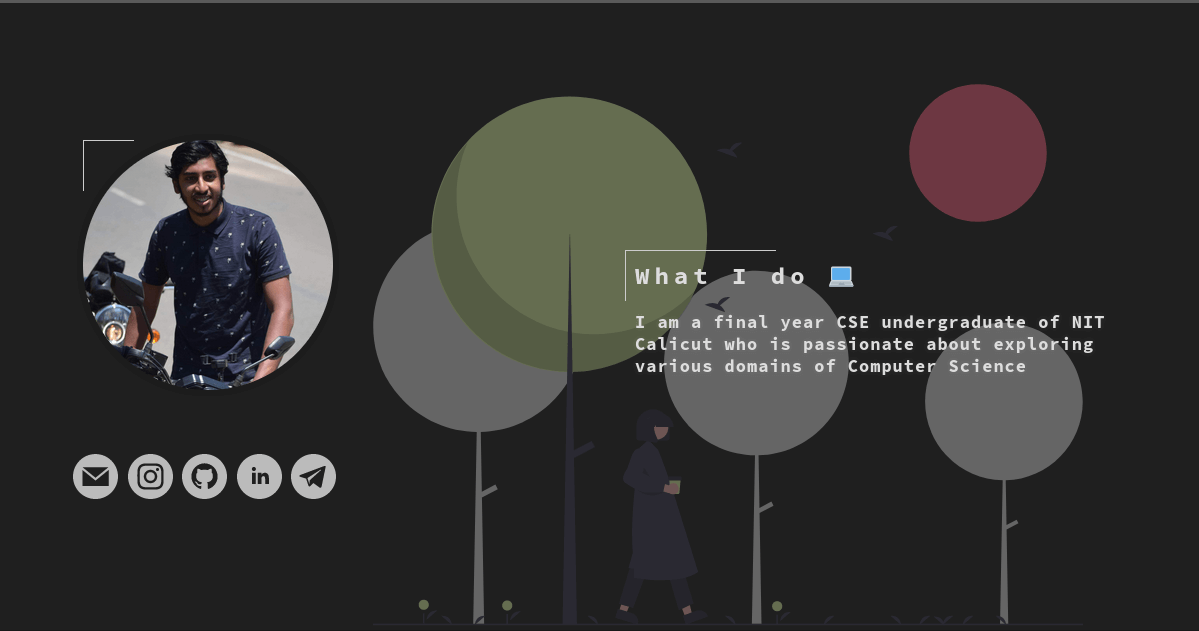 What I do 💻
I am a final year CSE undergraduate of NIT
Calicut who is passionate about exploring
various domains of Computer Science
in